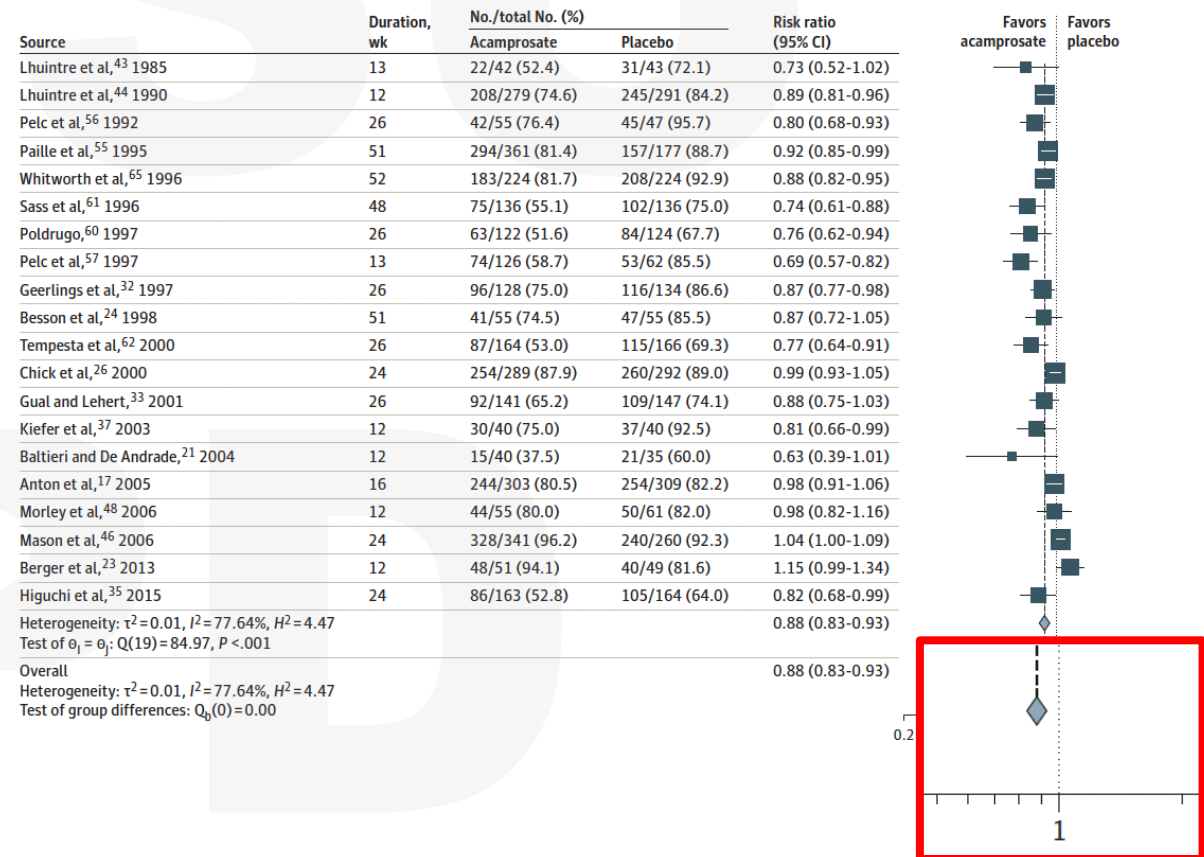 Source Duration, wk No./total No. (%) Acamprosate Placebo Risk ratio (95% CI) Favors acamprosate Favors placebo
Lhuintre et al,43 1985 13 22/42 (52.4) 31/43 (72.1) 0.73 (0.52-1.02)
Lhuintre et al,44 1990 12 208/279 (74.6) 245/291 (84.2) 0.89 (0.81-0.96)
Pelc et al,56 1992 26 42/55 (76.4) 45/47 (95.7) 0.80 (0.68-0.93)
Paille et al,55 1995 51 294/361 (81.4) 157/177 (88.7) 0.92 (0.85-0.99)
Whitworth et al,65 1996 52 183/224 (81.7) 208/224 (92.9) 0.88 (0.82-0.95)
Sass et al,61 1996 48 75/136 (55.1) 102/136 (75.0) 0.74 (0.61-0.88)
Poldrugo,60 1997 26 63/122 (51.6) 84/124 (67.7) 0.76 (0.62-0.94)
Pelc et al,57 1997 13 74/126 (58.7) 53/62 (85.5) 0.69 (0.57-0.82)
Geerlings et al,32 1997 26 96/128 (75.0) 116/134 (86.6) 0.87 (0.77-0.98)
Besson et al,24 1998 51 41/55 (74.5) 47/55 (85.5) 0.87 (0.72-1.05)
Tempesta et al,62 2000 26 87/164 (53.0) 115/166 (69.3) 0.77 (0.64-0.91)
Chick et al,26 2000 24 254/289 (87.9) 260/292 (89.0) 0.99 (0.93-1.05)
Gual and Lehert,33 2001 26 92/141 (65.2) 109/147 (74.1) 0.88 (0.75-1.03)
Kiefer et al,37 2003 12 30/40 (75.0) 37/40 (92.5) 0.81 (0.66-0.99)
Baltieri and De Andrade,21 2004 12 15/40 (37.5) 21/35 (60.0) 0.63 (0.39-1.01)
Anton et al,17 2005 16 244/303 (80.5) 254/309 (82.2) 0.98 (0.91-1.06)
Morley et al,48 2006 12 44/55 (80.0) 50/61 (82.0) 0.98 (0.82-1.16)
Mason et al,46 2006 24 328/341 (96.2) 240/260 (92.3) 1.04 (1.00-1.09)
Berger et al,23 2013 12 48/51 (94.1) 40/49 (81.6) 1.15 (0.99-1.34)
Higuchi et al,35 2015 24 86/163 (52.8) 105/164 (64.0) 0.82 (0.68-0.99)
Heterogeneity: τ2 = 0.01, I2 = 77.64%, H2 = 4.47 0.88 (0.83-0.93)
Test of θI = θj: Q(19) = 84.97, P <.001
Overall 0.88 (0.83-0.93)
Heterogeneity: τ2 = 0.01, I2 = 77.64%, H2 = 4.47
Test of group differences: Qb(0) = 0.00
0.2
1